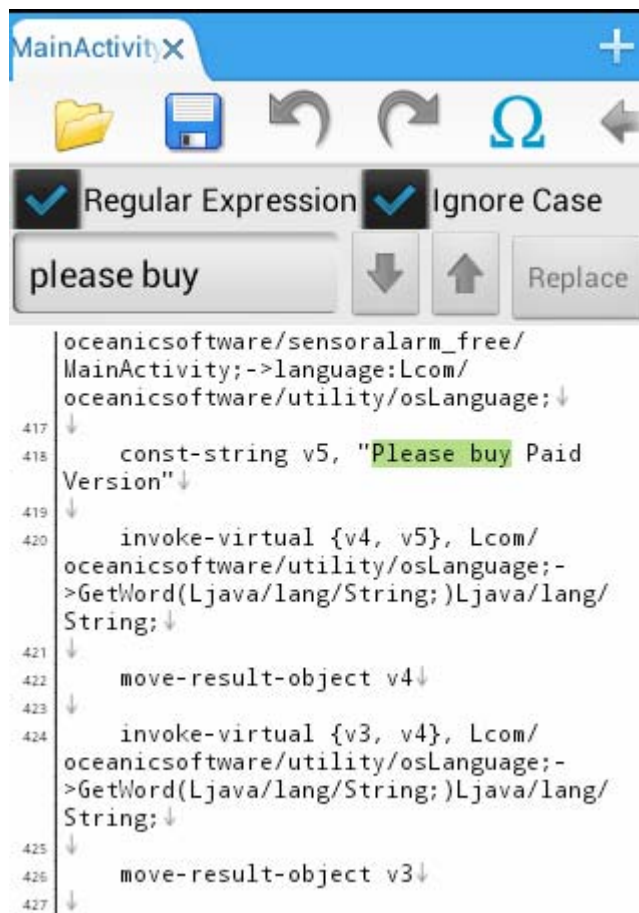 MainActivity
Regular Expression Ignore Case
please buy Replace
oceanicsoftware/sensoralarm_free/
MainActivity;->language:Lcom/
oceanicsoftware/utility/osLanguage;↓
417 ↓
418 const-string v5, "Please buy Paid
Version"↓
419 ↓
420 invoke-virtual {v4, v5}, Lcom/
oceanicsoftware/utility/osLanguage;-
>GetWord(Ljava/lang/String;)Ljava/lang/
String;↓
421 ↓
422 move-result-object v4↓
423 ↓
424 invoke-virtual {v3, v4}, Lcom/
oceanicsoftware/utility/osLanguage;-
>GetWord(Ljava/lang/String;)Ljava/lang/
String;↓
425 ↓
426 move-result-object v3↓
427 ↓